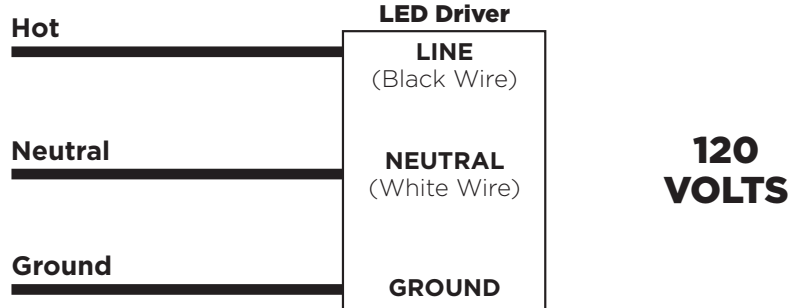 LED Driver
Hot
LINE
(Black Wire)
Neutral
NEUTRAL
(White Wire)
120
VOLTS
Ground
GROUND